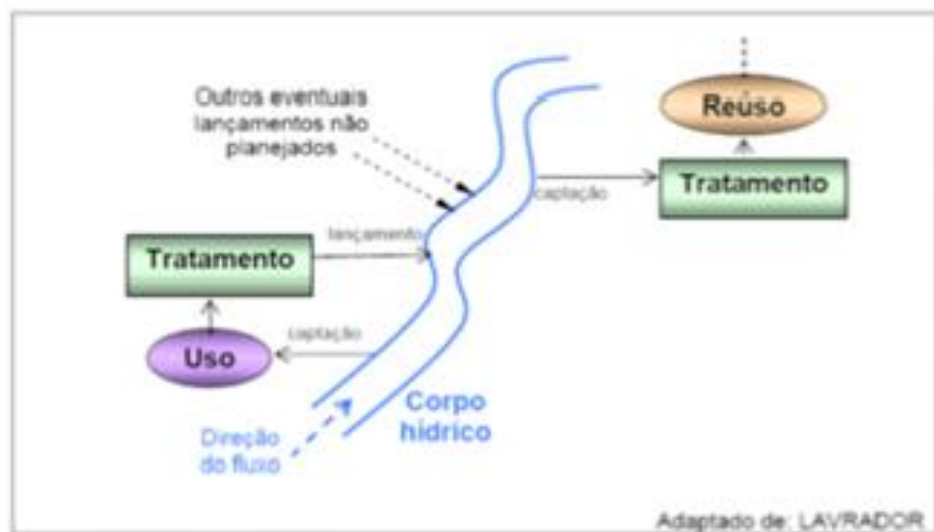 Outros eventuais
lançamentos não
planejados
Reúso
Tratamento
captação
lançamento
Tratamento
captação
Uso
Corpo
hídrico
Direção
do fluxo
Adaptado de: LAVRADOR